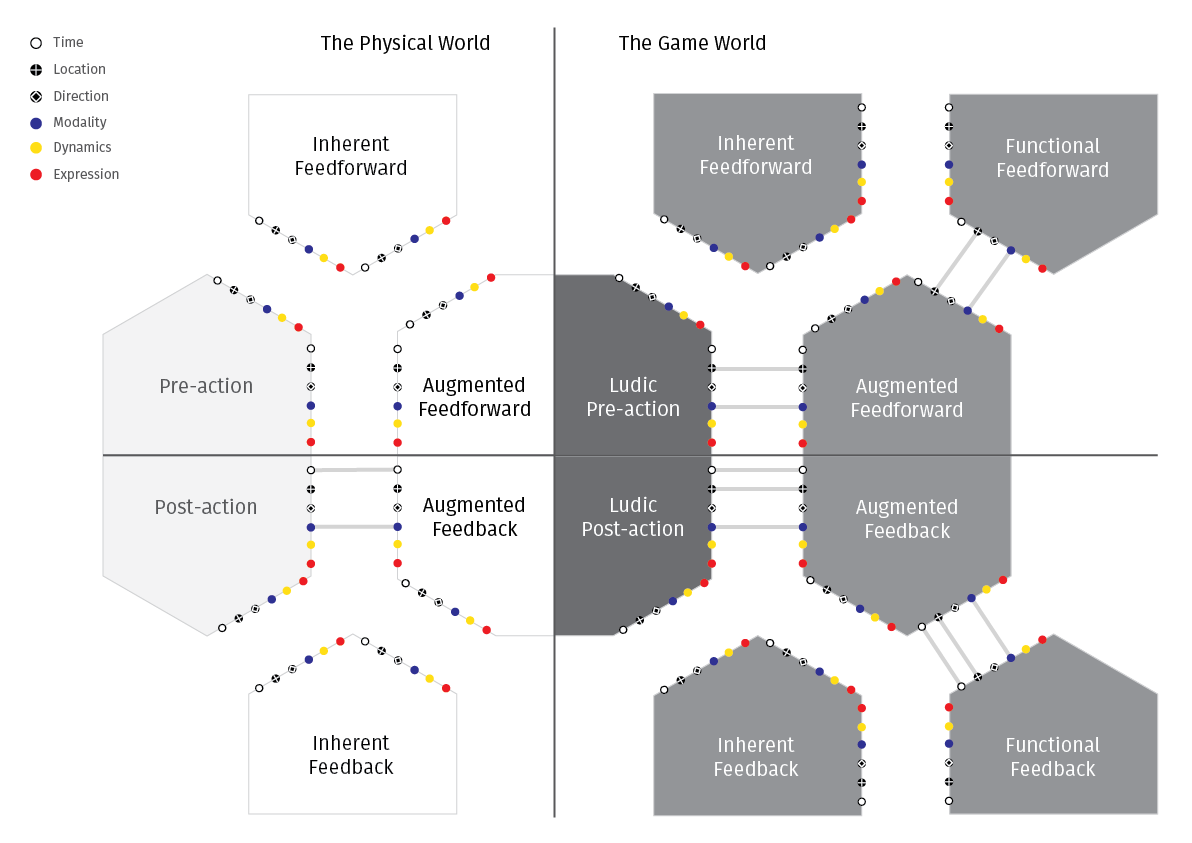 The Physical World
The Game World
Time
Location
Direction
Modality
Dynamics
Expression
Inherent
Feedforward
Inherent
Feedforward
Functional
Feedforward
Pre-action
Augmented
Feedforward
Ludic
Pre-action
Augmented
Feedforward
Post-action
Augmented
Feedback
Ludic
Post-action
Augmented
Feedback
Inherent
Feedback
Inherent
Feedback
Functional
Feedback